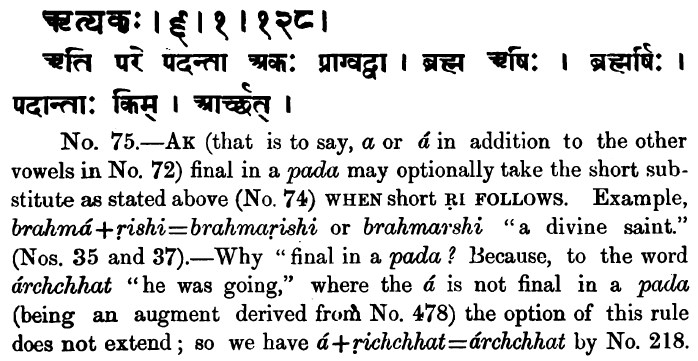 ऋत्यकः। ६। १। १२८।
ऋति परे पदन्ता अकः प्राग्वद्वा। ब्रह्म ऋषिः। ब्रह्मर्षिः।
पदान्ताः किम्। आर्च्छत्।
No. 75.—AK (that is to say, a or á in addition to the other
vowels in No. 72) final in a pada may optionally take the short sub-
stitute as stated above (No. 74) WHEN short ṚI FOLLOWS. Example,
brahmá+ṛishi=brahmaṛishi or brahmarshi "a divine saint."
(Nos. 35 and 37).—Why "final in a pada? Because, to the word
árchchhat "he was going," where the á is not final in a pada
(being an augment derived from No. 478) the option of this rule
does not extend; so we have á+ṛichchhat=árchchhat by No. 218.